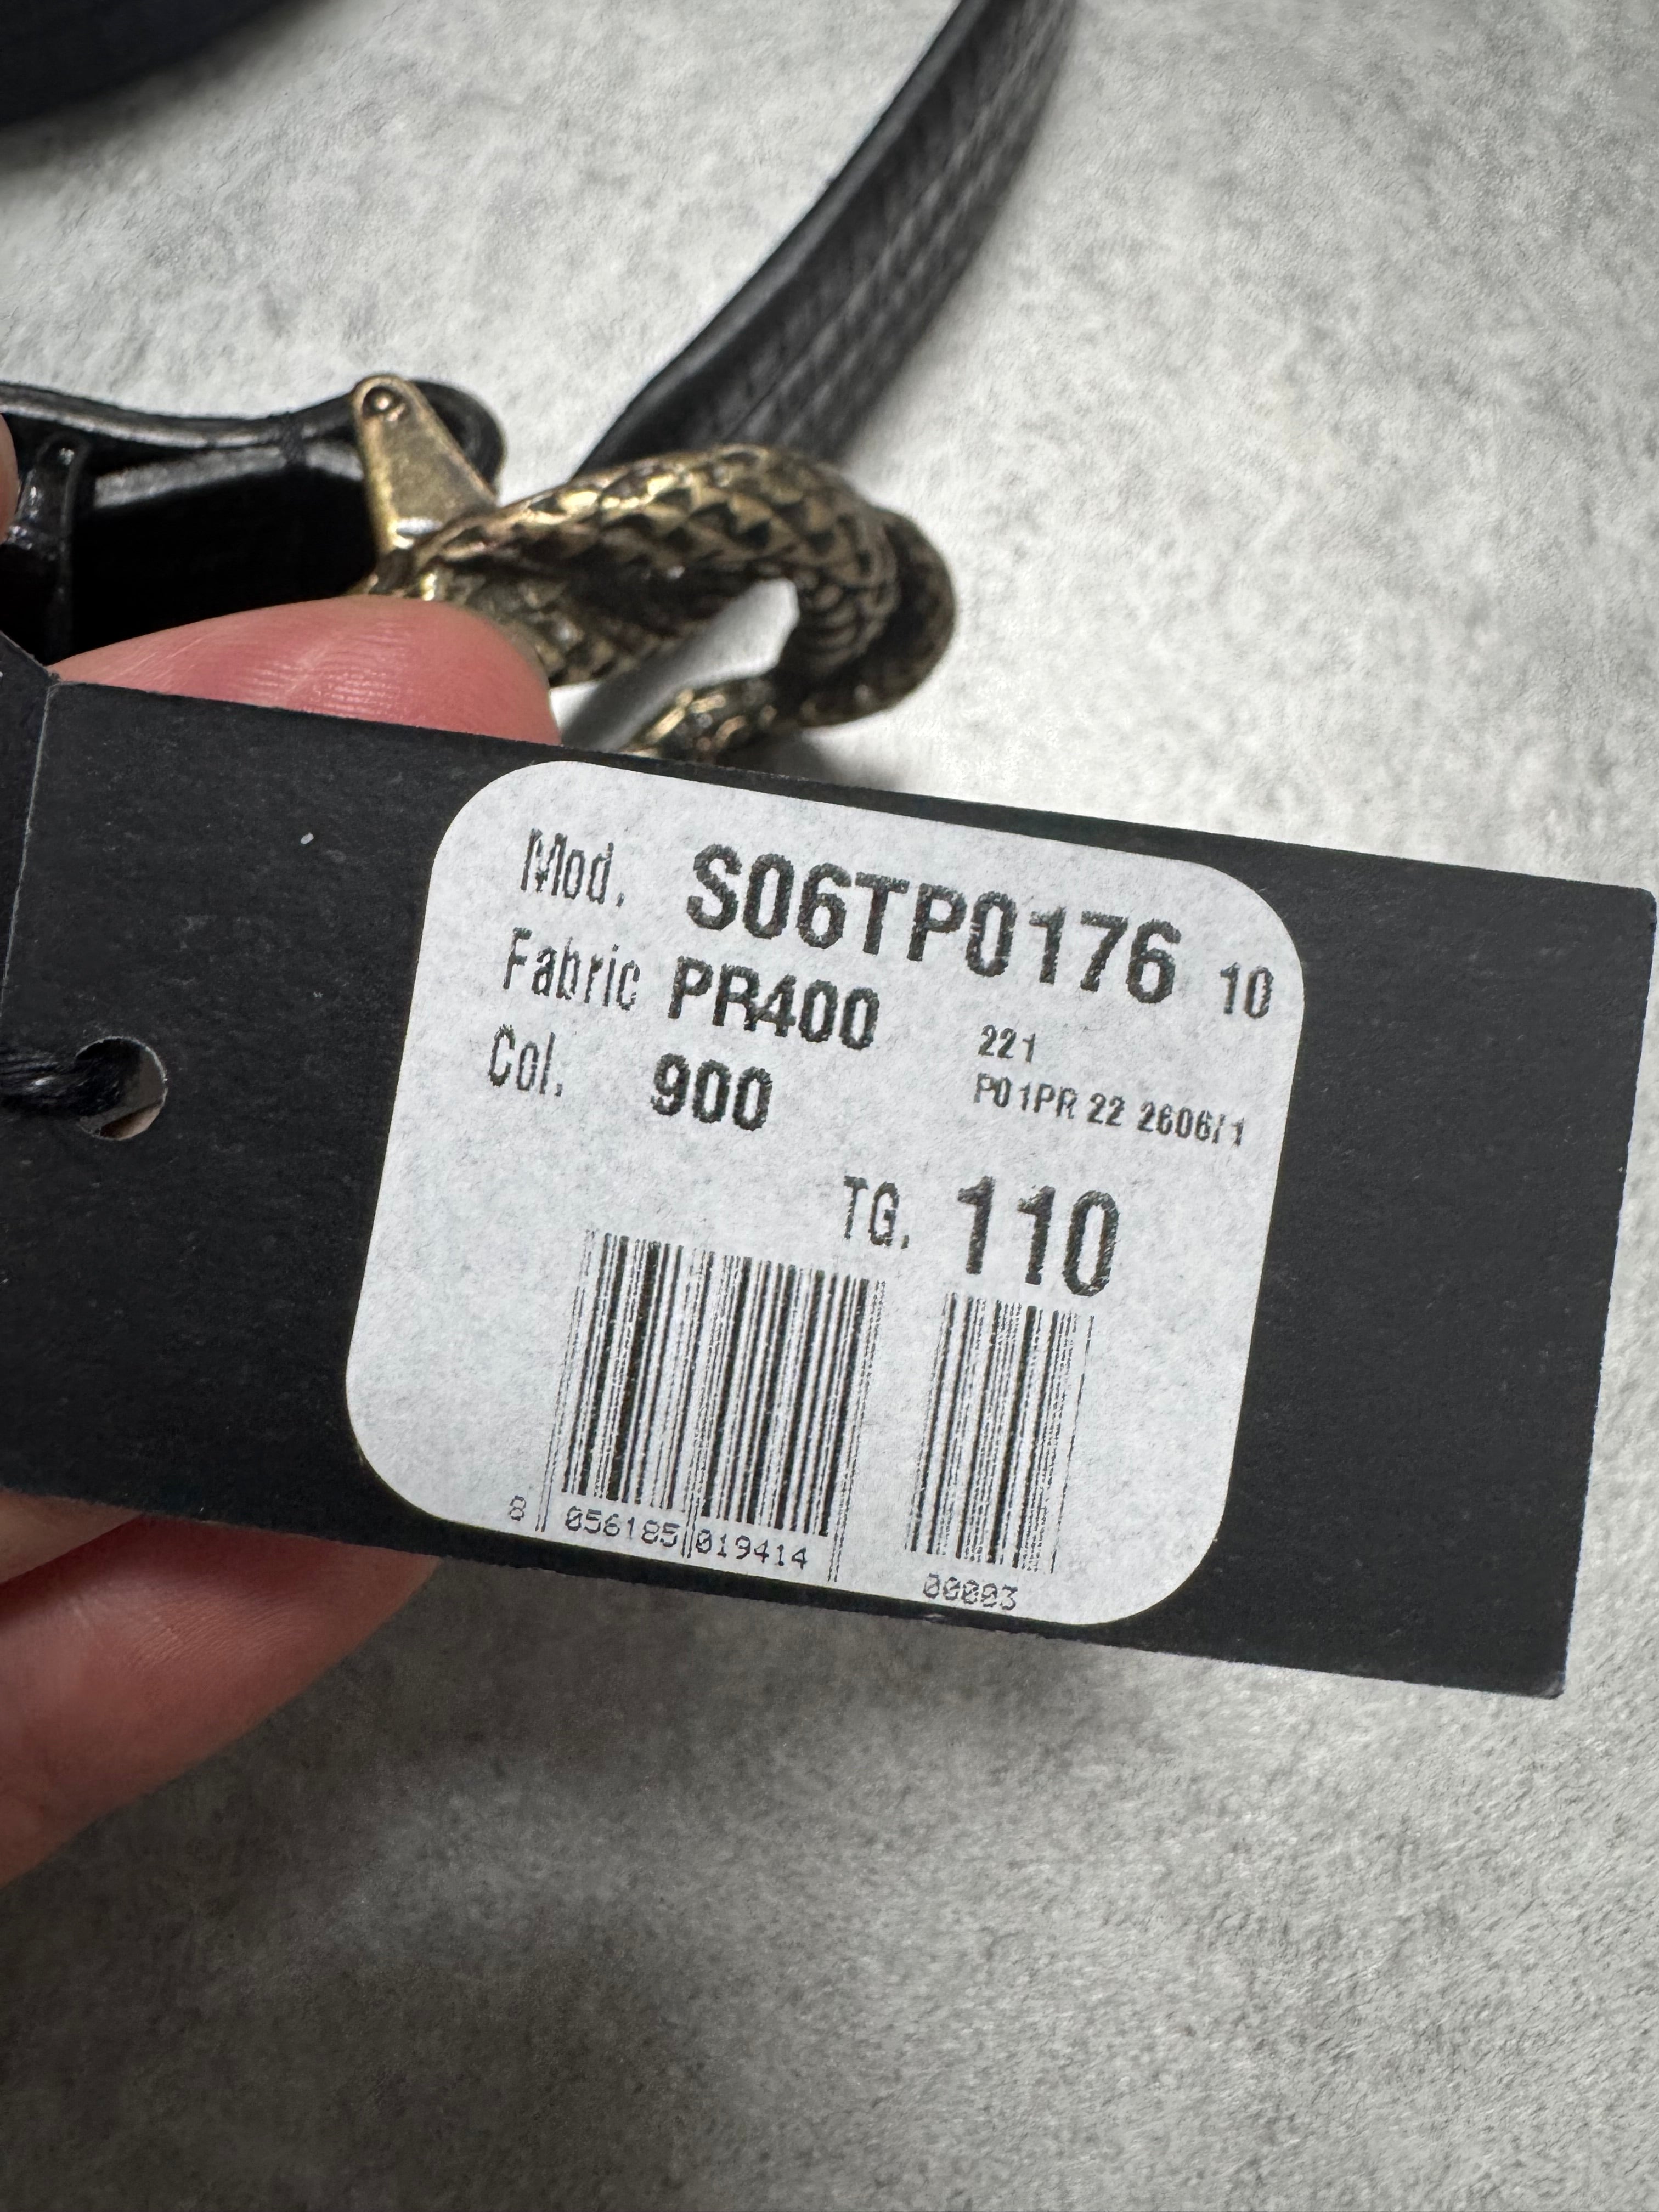 Mod. S06TP0176 10
Fabric PR400 221
Col. 900 P01PR 22 2606/1
TG. 110
8 056185 019414
00003